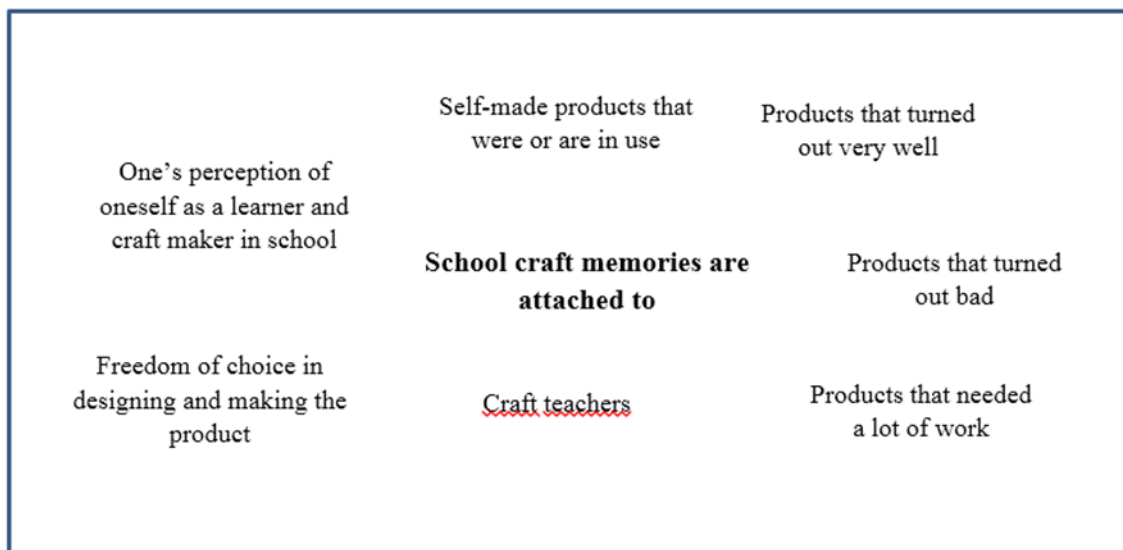 Self-made products that
were or are in use
Products that turned
out very well
One’s perception of
oneself as a learner and
craft maker in school
School craft memories are
attached to
Products that turned
out bad
Freedom of choice in
designing and making the
product
Craft teachers
Products that needed
a lot of work